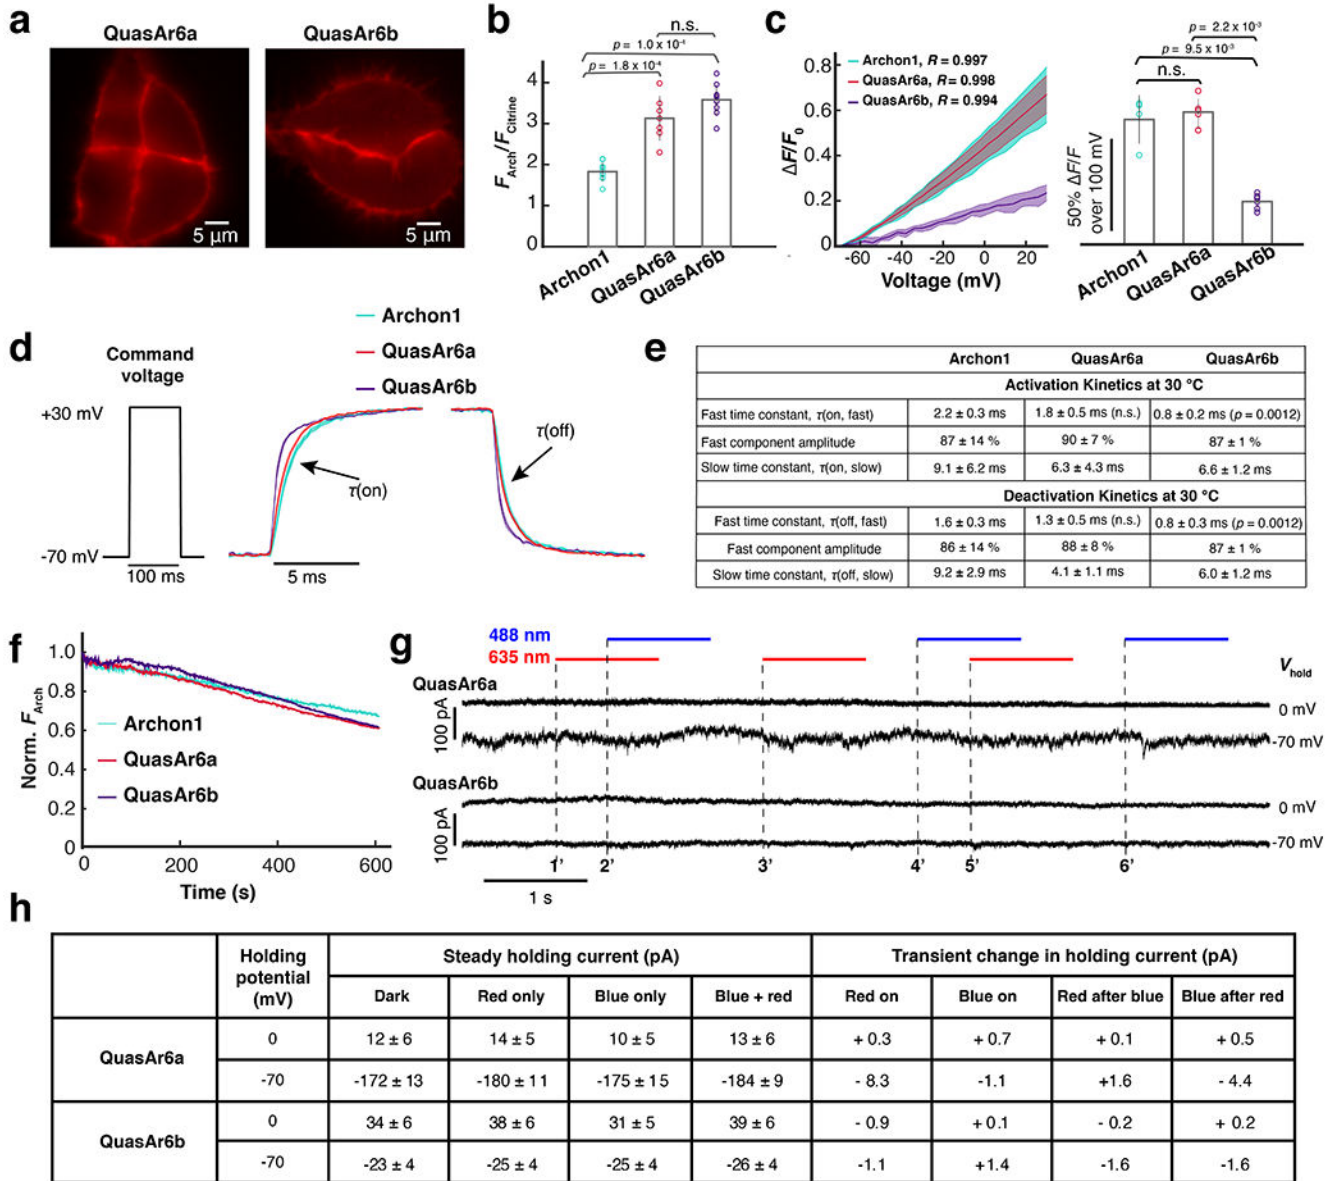 a
QuasAr6a
QuasAr6b
5 μm
5 μm
b
n.s.
p = 1.0 x 10⁻⁴
p = 1.8 x 10⁻⁴
F_Arch/F_Citrine
4
3
2
1
0
Archon1
QuasAr6a
QuasAr6b
c
Archon1, R = 0.997
QuasAr6a, R = 0.998
QuasAr6b, R = 0.994
ΔF/F₀
0.8
0.6
0.4
0.2
0
-60
-40
-20
0
20
Voltage (mV)
p = 2.2 x 10⁻³
p = 9.5 x 10⁻³
n.s.
50% ΔF/F
over 100 mV
Archon1
QuasAr6a
QuasAr6b
d
Archon1
QuasAr6a
QuasAr6b
Command
voltage
+30 mV
-70 mV
100 ms
τ(on)
τ(off)
5 ms
e
Archon1 QuasAr6a QuasAr6b
Activation Kinetics at 30 °C
Fast time constant, τ(on, fast) 2.2 ± 0.3 ms 1.8 ± 0.5 ms (n.s.) 0.8 ± 0.2 ms (p = 0.0012)
Fast component amplitude 87 ± 14 % 90 ± 7 % 87 ± 1 %
Slow time constant, τ(on, slow) 9.1 ± 6.2 ms 6.3 ± 4.3 ms 6.6 ± 1.2 ms
Deactivation Kinetics at 30 °C
Fast time constant, τ(off, fast) 1.6 ± 0.3 ms 1.3 ± 0.5 ms (n.s.) 0.8 ± 0.3 ms (p = 0.0012)
Fast component amplitude 86 ± 14 % 88 ± 8 % 87 ± 1 %
Slow time constant, τ(off, slow) 9.2 ± 2.9 ms 4.1 ± 1.1 ms 6.0 ± 1.2 ms
f
Norm. F_Arch
1.0
0.8
0.6
0.4
0.2
0
Archon1
QuasAr6a
QuasAr6b
0 200 400 600
Time (s)
g
488 nm
635 nm
V_hold
QuasAr6a
0 mV
100 pA
-70 mV
QuasAr6b
0 mV
100 pA
-70 mV
1' 2' 3' 4' 5' 6'
1 s
h
Holding potential (mV) Steady holding current (pA) Transient change in holding current (pA)
Dark Red only Blue only Blue + red Red on Blue on Red after blue Blue after red
QuasAr6a
0 12 ± 6 14 ± 5 10 ± 5 13 ± 6 + 0.3 + 0.7 + 0.1 + 0.5
-70 -172 ± 13 -180 ± 11 -175 ± 15 -184 ± 9 - 8.3 -1.1 +1.6 - 4.4
QuasAr6b
0 34 ± 6 38 ± 6 31 ± 5 39 ± 6 - 0.9 + 0.1 - 0.2 + 0.2
-70 -23 ± 4 -25 ± 4 -25 ± 4 -26 ± 4 -1.1 +1.4 -1.6 -1.6